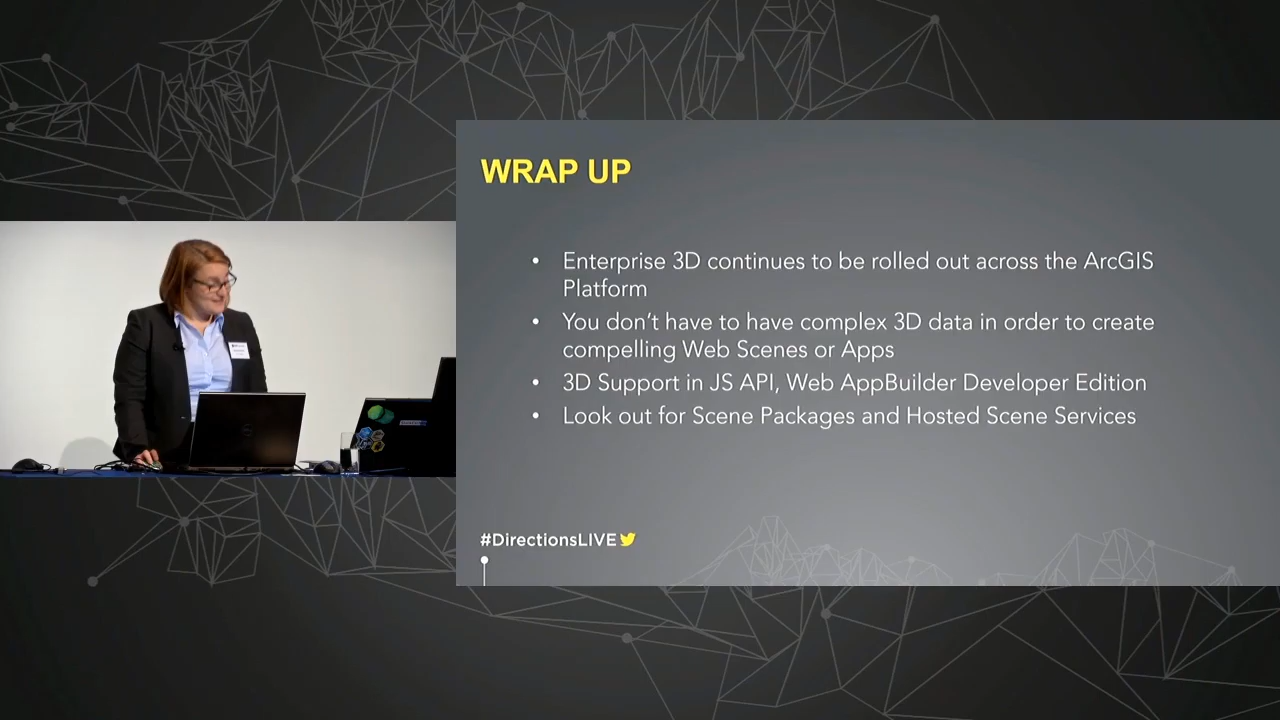 WRAP UP
• Enterprise 3D continues to be rolled out across the ArcGIS
Platform
• You don't have to have complex 3D data in order to create
compelling Web Scenes or Apps
• 3D Support in JS API, Web AppBuilder Developer Edition
• Look out for Scene Packages and Hosted Scene Services
#DirectionsLIVE